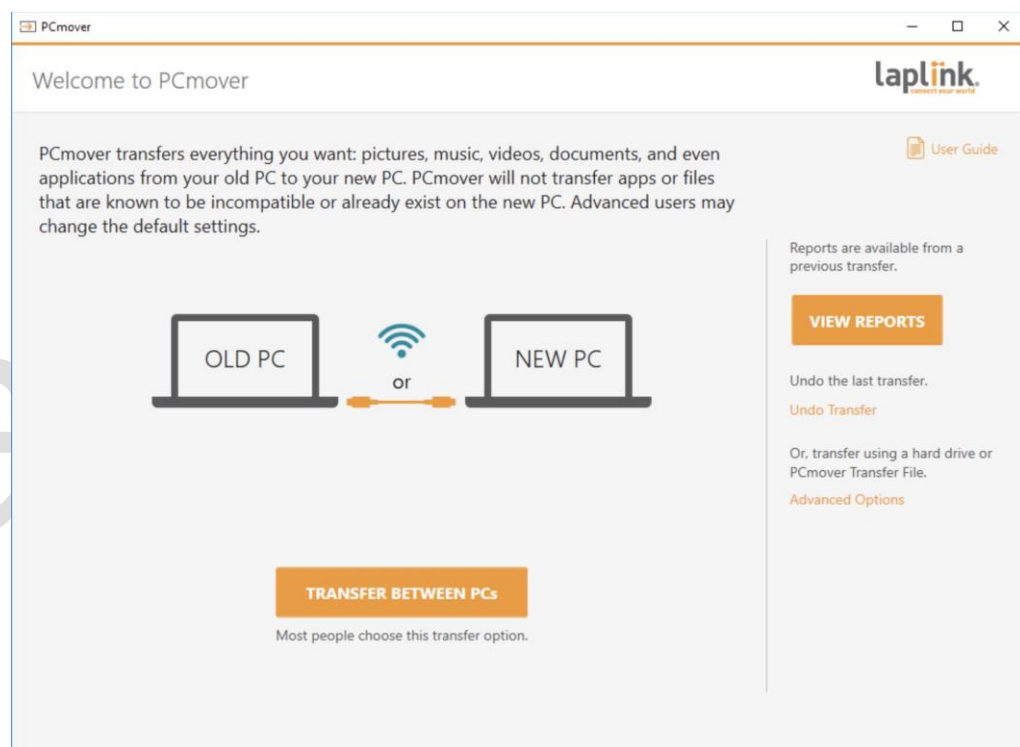 PCmover
Welcome to PCmover
laplink.
connect your world
User Guide
PCmover transfers everything you want: pictures, music, videos, documents, and even
applications from your old PC to your new PC. PCmover will not transfer apps or files
that are known to be incompatible or already exist on the new PC. Advanced users may
change the default settings.
OLD PC
or
NEW PC
TRANSFER BETWEEN PCs
Most people choose this transfer option.
Reports are available from a
previous transfer.
VIEW REPORTS
Undo the last transfer.
Undo Transfer
Or, transfer using a hard drive or
PCmover Transfer File.
Advanced Options